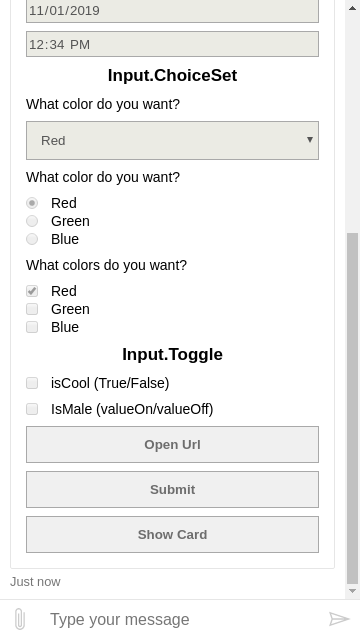 11/01/2019
12:34 PM
Input.ChoiceSet
What color do you want?
Red
What color do you want?
Red
Green
Blue
What colors do you want?
Red
Green
Blue
Input.Toggle
isCool (True/False)
IsMale (valueOn/valueOff)
Open Url
Submit
Show Card
Just now
Type your message